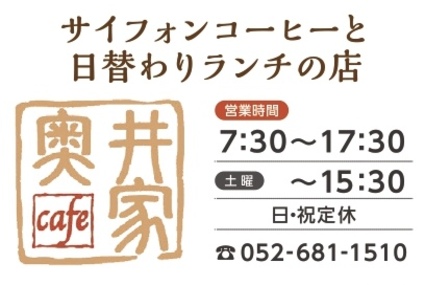 サイフォンコーヒーと
日替わりランチの店
井家
奥
cafe
営業時間
7:30～17:30
土曜 ～15:30
日・祝定休
☎052-681-1510